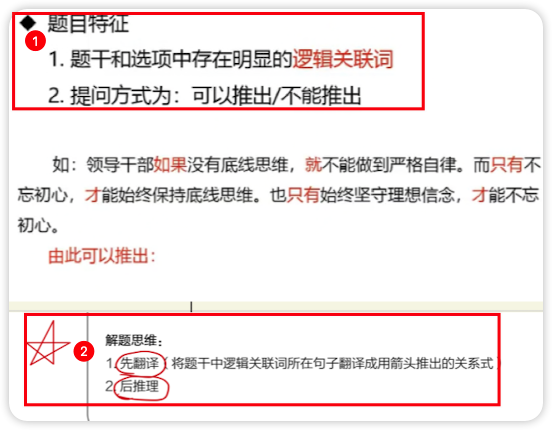 ◆ 题目特征
1
1. 题干和选项中存在明显的逻辑关联词
2. 提问方式为：可以推出/不能推出
如：领导干部如果没有底线思维，就不能做到严格自律。而只有不
忘初心，才能始终保持底线思维。也只有始终坚守理想信念，才能不忘
初心。
由此可以推出：
解题思维：
2
1. 先翻译（将题干中逻辑关联词所在句子翻译成用箭头推出的关系式）
2. 后推理